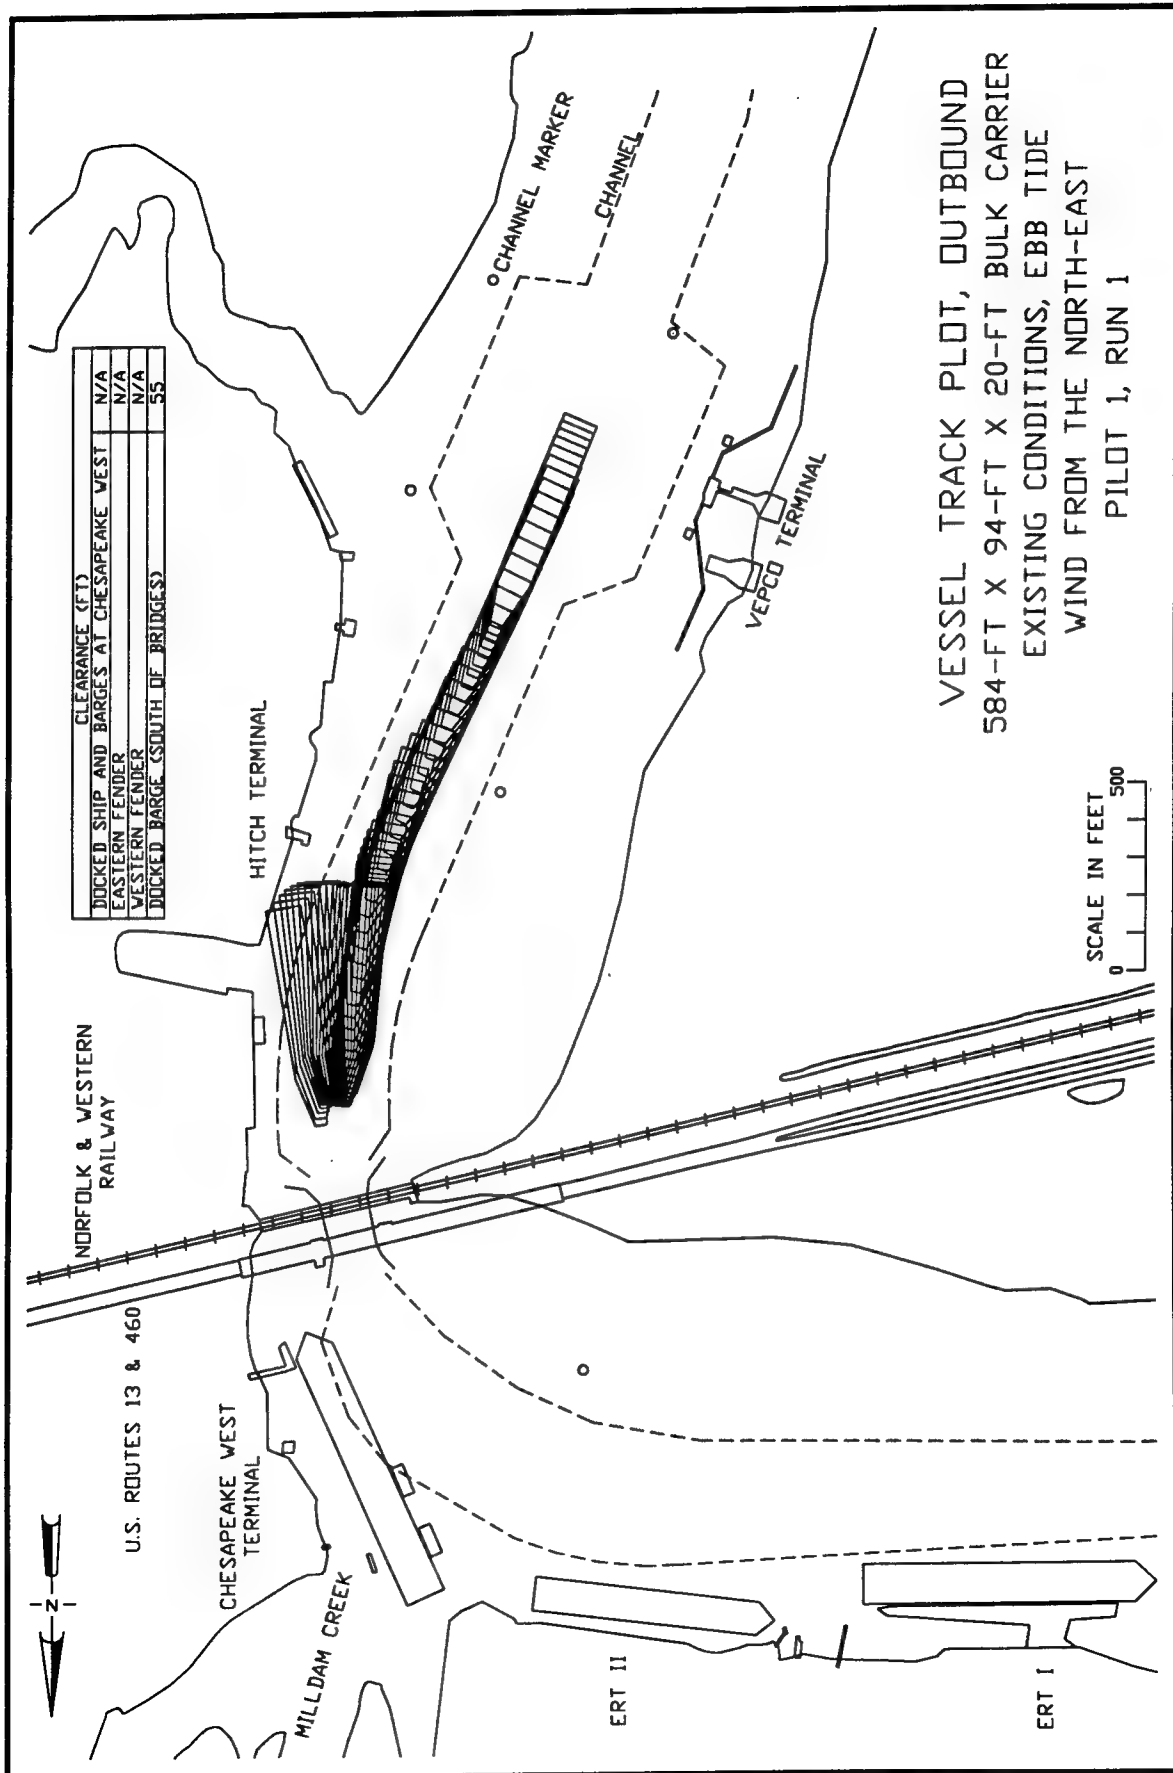 CLEARANCE (FT)
DOCKED SHIP AND BARGES AT CHESAPEAKE WEST N/A
EASTERN FENDER N/A
WESTERN FENDER N/A
DOCKED BARGE (SOUTH OF BRIDGES) 55
N
U.S. ROUTES 13 & 460
NORFOLK & WESTERN
RAILWAY
HITCH TERMINAL
CHESAPEAKE WEST
TERMINAL
MILLDAM CREEK
CHANNEL MARKER
CHANNEL
VEPCO TERMINAL
ERT II
ERT I
SCALE IN FEET
0 500
VESSEL TRACK PLOT, OUTBOUND
584-FT X 94-FT X 20-FT BULK CARRIER
EXISTING CONDITIONS, EBB TIDE
WIND FROM THE NORTH-EAST
PILOT 1, RUN 1